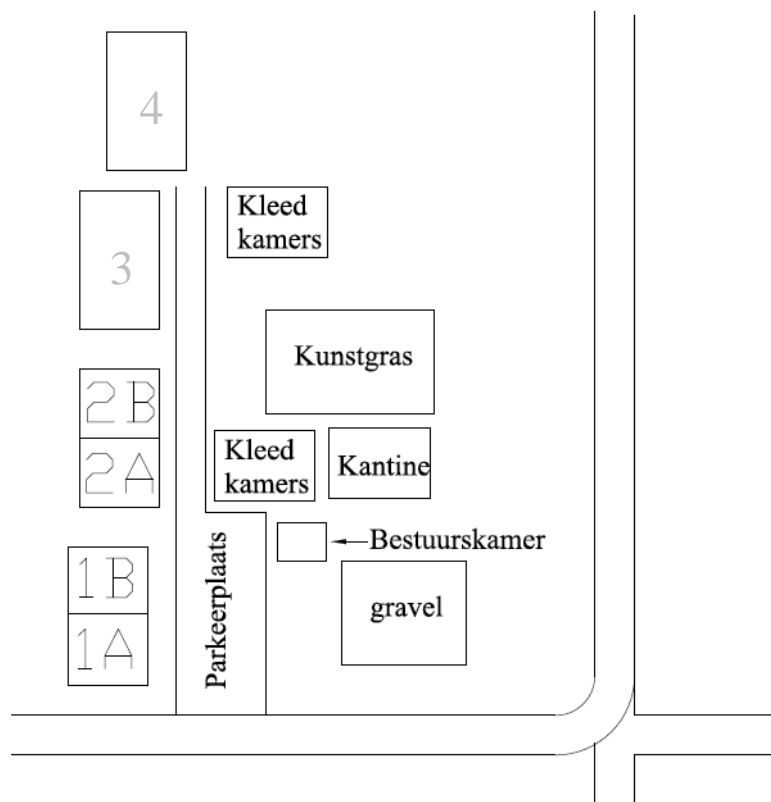 4
Kleed
kamers
3
Kunstgras
2B
2A
Kleed
kamers
Kantine
Bestuurskamer
1B
1A
Parkeerplaats
gravel